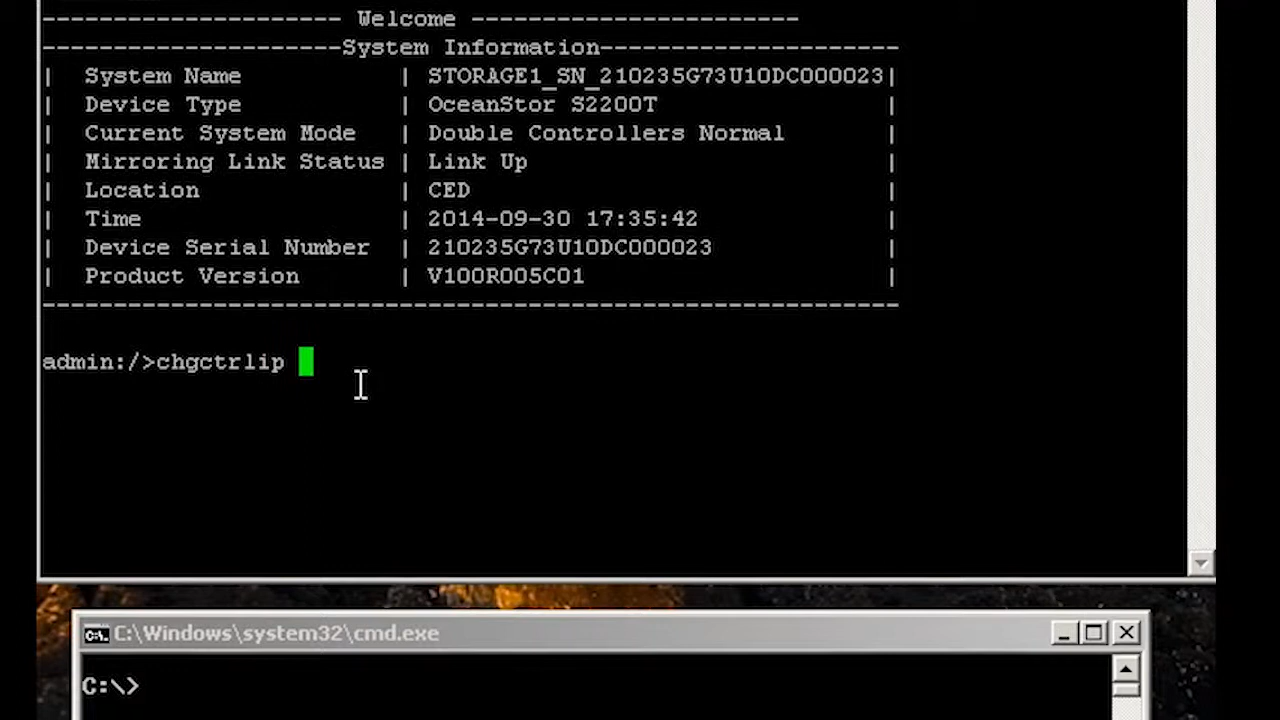 --------------------- Welcome -----------------------
---------------------System Information---------------------
| System Name | STORAGE1_SN_210235G73U10DC000023|
| Device Type | OceanStor S2200T |
| Current System Mode | Double Controllers Normal |
| Mirroring Link Status | Link Up |
| Location | CED |
| Time | 2014-09-30 17:35:42 |
| Device Serial Number | 210235G73U10DC000023 |
| Product Version | V100R005C01 |
------------------------------------------------------------
admin:/>chgctrlip
C:\Windows\system32\cmd.exe
C:\>